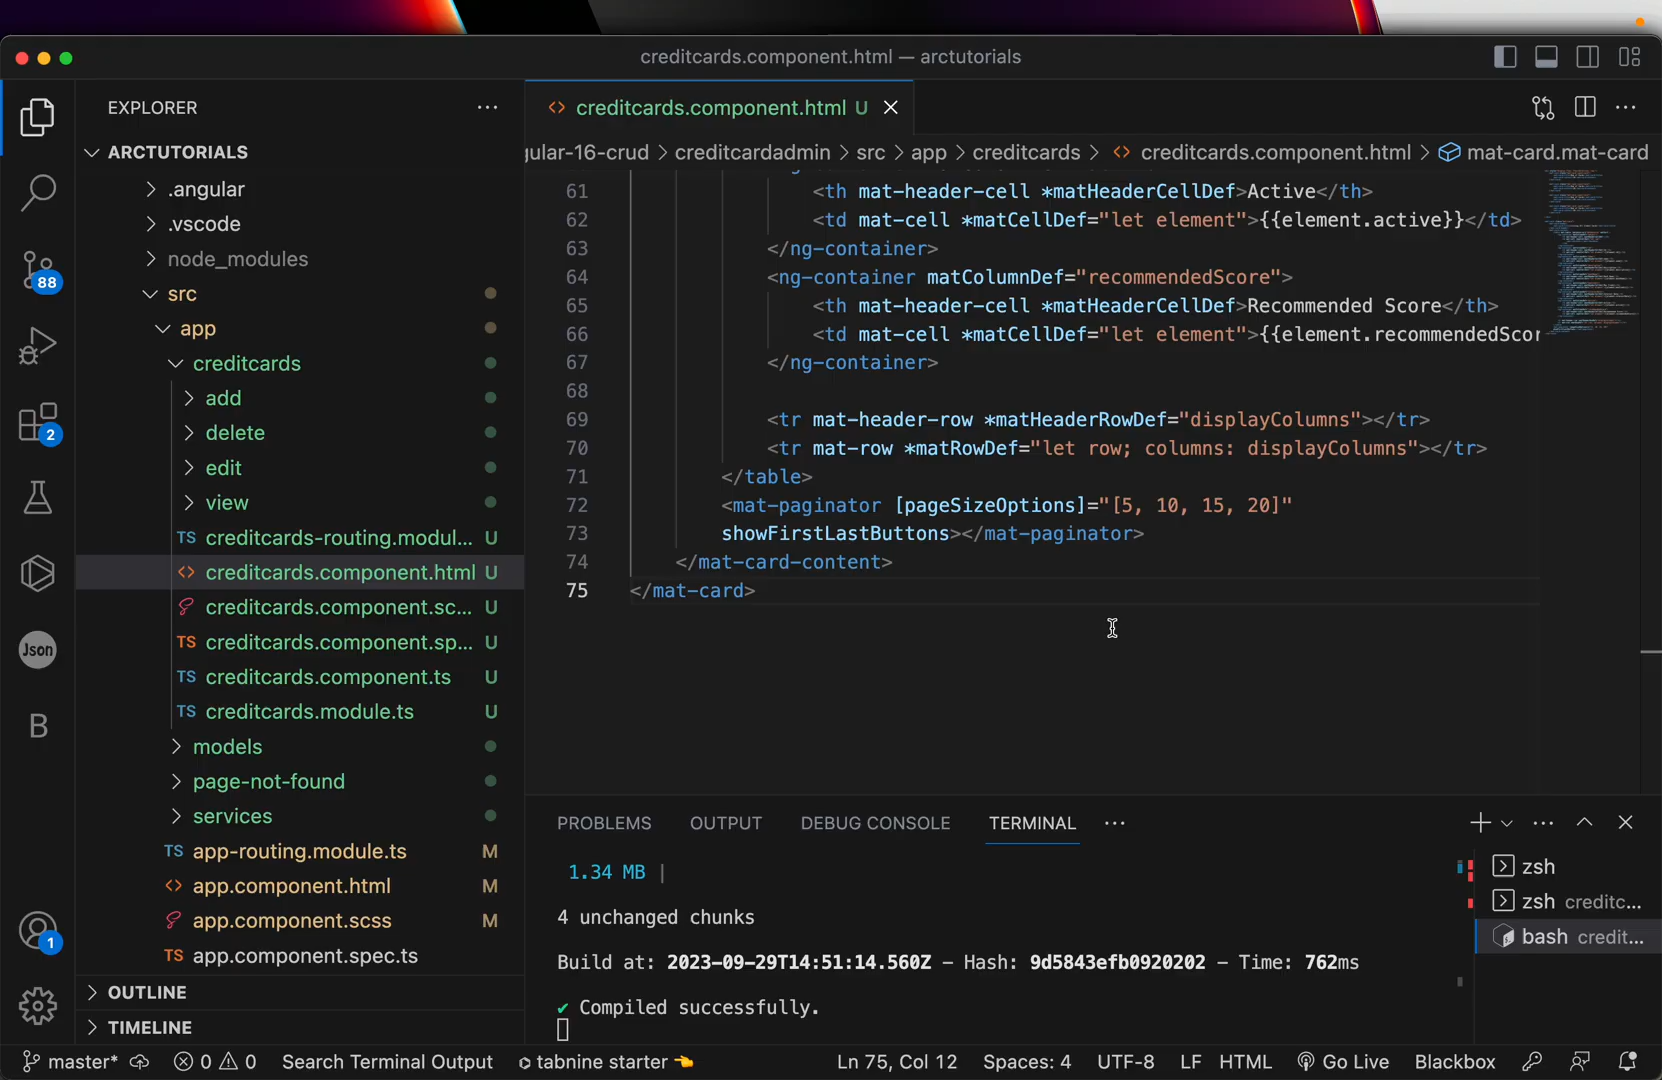 creditcards.component.html — arctutorials
EXPLORER
ARCTUTORIALS
.angular
.vscode
node_modules
src
app
creditcards
add
delete
edit
view
TS creditcards-routing.modul... U
creditcards.component.html U
creditcards.component.sc... U
TS creditcards.component.sp... U
TS creditcards.component.ts U
TS creditcards.module.ts U
models
page-not-found
services
TS app-routing.module.ts M
app.component.html M
app.component.scss M
TS app.component.spec.ts
OUTLINE
TIMELINE
88
2
Json
B
1
creditcards.component.html U
gular-16-crud > creditcardadmin > src > app > creditcards > creditcards.component.html > mat-card.mat-card
61 <th mat-header-cell *matHeaderCellDef>Active</th>
62 <td mat-cell *matCellDef="let element">{{element.active}}</td>
63 </ng-container>
64 <ng-container matColumnDef="recommendedScore">
65 <th mat-header-cell *matHeaderCellDef>Recommended Score</th>
66 <td mat-cell *matCellDef="let element">{{element.recommendedScor
67 </ng-container>
68
69 <tr mat-header-row *matHeaderRowDef="displayColumns"></tr>
70 <tr mat-row *matRowDef="let row; columns: displayColumns"></tr>
71 </table>
72 <mat-paginator [pageSizeOptions]="[5, 10, 15, 20]"
73 showFirstLastButtons></mat-paginator>
74 </mat-card-content>
75 </mat-card>
PROBLEMS OUTPUT DEBUG CONSOLE TERMINAL
1.34 MB |
4 unchanged chunks
Build at: 2023-09-29T14:51:14.560Z - Hash: 9d5843efb0920202 - Time: 762ms
✔ Compiled successfully.
zsh
zsh creditc...
bash credit...
master* 0 0 Search Terminal Output tabnine starter Ln 75, Col 12 Spaces: 4 UTF-8 LF HTML Go Live Blackbox